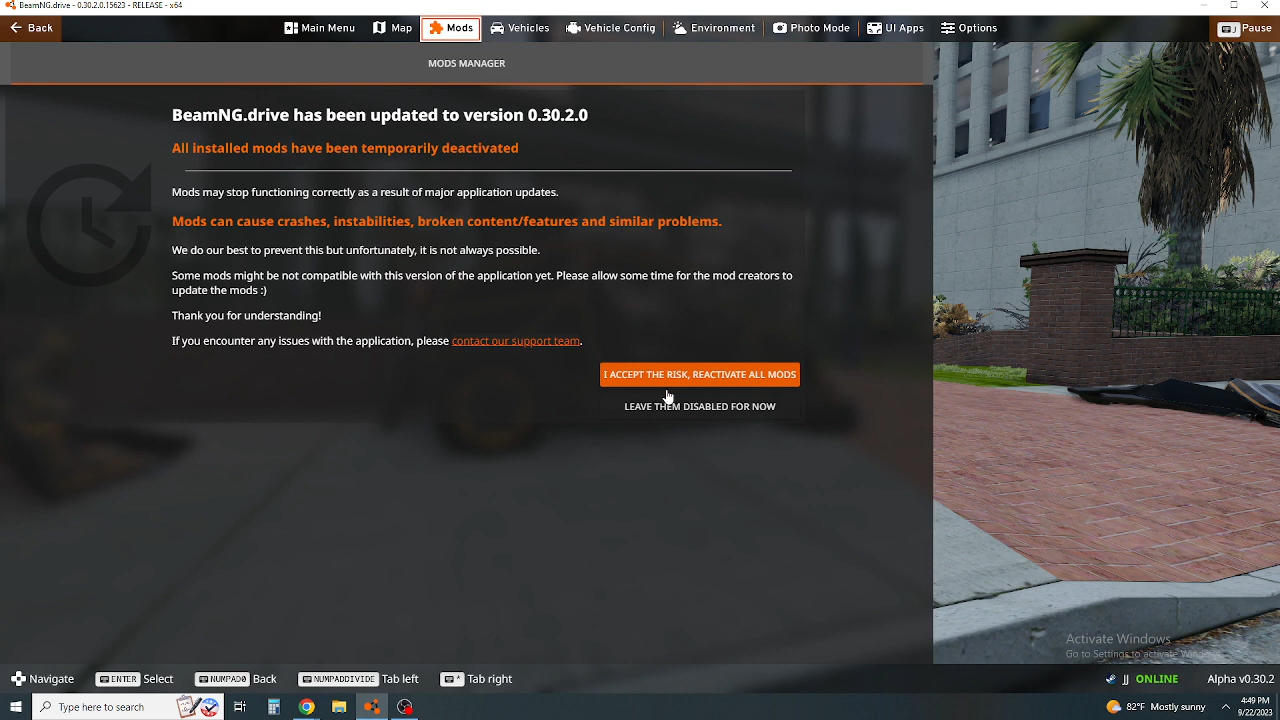 BeamNG.drive - 0.30.2.0.15623 - RELEASE - x64
Back
Main Menu
Map
Mods
Vehicles
Vehicle Config
Environment
Photo Mode
UI Apps
Options
Pause
MODS MANAGER
BeamNG.drive has been updated to version 0.30.2.0
All installed mods have been temporarily deactivated
Mods may stop functioning correctly as a result of major application updates.
Mods can cause crashes, instabilities, broken content/features and similar problems.
We do our best to prevent this but unfortunately, it is not always possible.
Some mods might be not compatible with this version of the application yet. Please allow some time for the mod creators to
update the mods :)
Thank you for understanding!
If you encounter any issues with the application, please contact our support team.
I ACCEPT THE RISK, REACTIVATE ALL MODS
LEAVE THEM DISABLED FOR NOW
Activate Windows
Go to Settings to activate Windows.
Navigate
ENTER Select
NUMPAD0 Back
NUMPADDIVIDE Tab left
* Tab right
JJ ONLINE
Alpha v0.30.2
Type here to search
82°F Mostly sunny
4:49 PM
9/22/2023